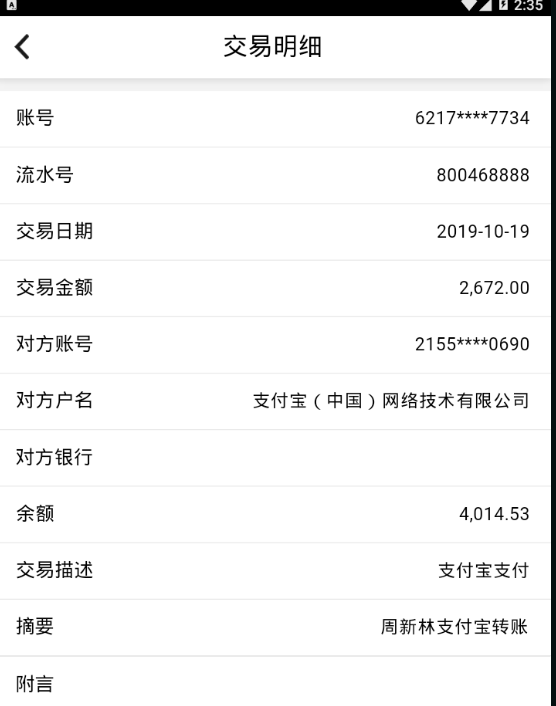 A 2:35
交易明细
账号 6217****7734
流水号 800468888
交易日期 2019-10-19
交易金额 2,672.00
对方账号 2155****0690
对方户名 支付宝（中国）网络技术有限公司
对方银行
余额 4,014.53
交易描述 支付宝支付
摘要 周新林支付宝转账
附言